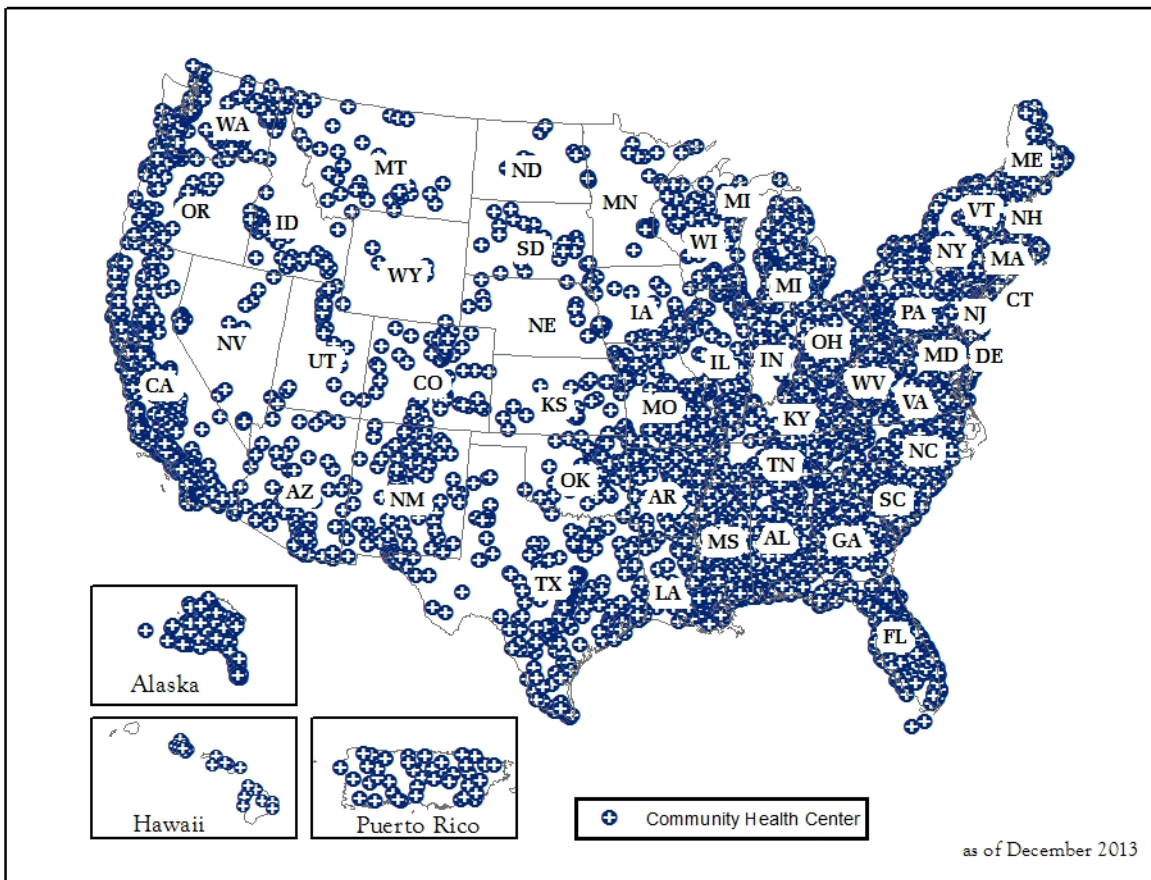 WA
MT
ND
ME
OR
ID
MN
MI
VT
NH
SD
WI
NY
MA
WY
MI
CT
NE
IA
PA
NJ
NV
UT
CO
IL
IN
OH
MD
DE
CA
KS
MO
WV
VA
KY
NC
AZ
NM
OK
AR
TN
SC
TX
LA
MS
AL
GA
FL
Alaska
Hawaii
Puerto Rico
Community Health Center
as of December 2013